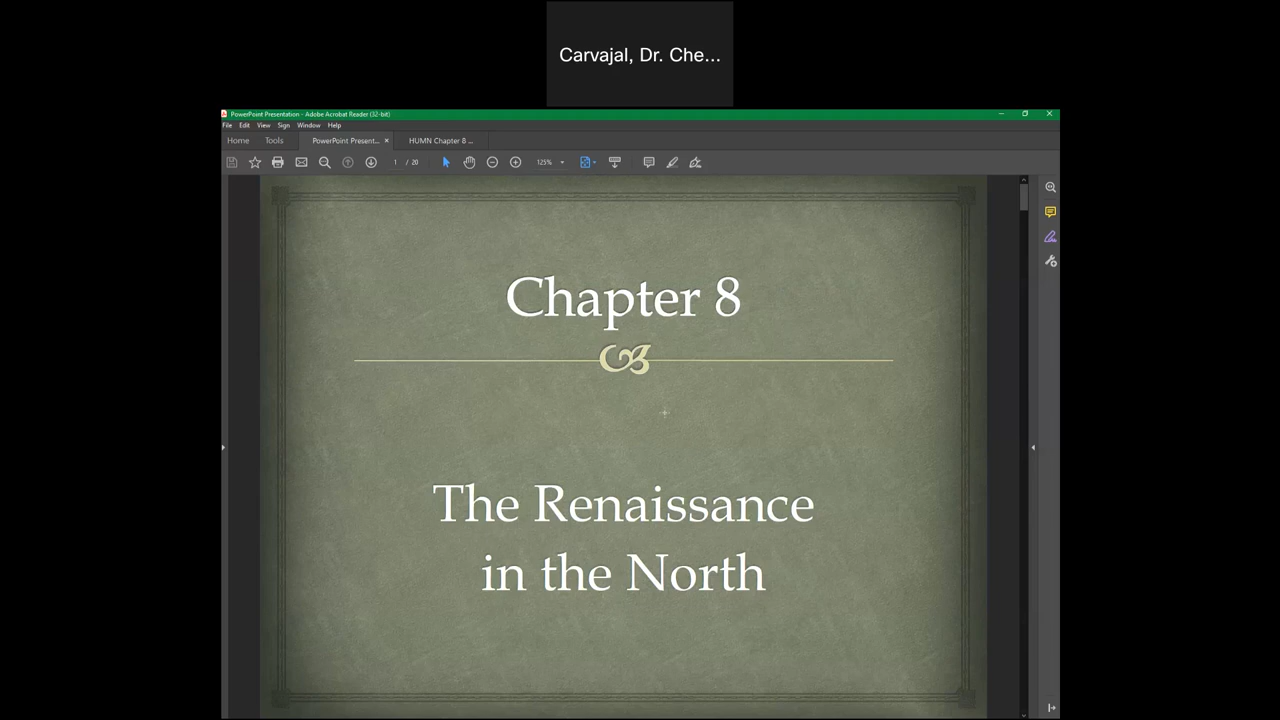 Carvajal, Dr. Che...
PowerPoint Presentation - Adobe Acrobat Reader (32-bit)
File Edit View Sign Window Help
Home Tools PowerPoint Present... × HUMN Chapter 8 ...
1 / 20 125%
Chapter 8
The Renaissance
in the North